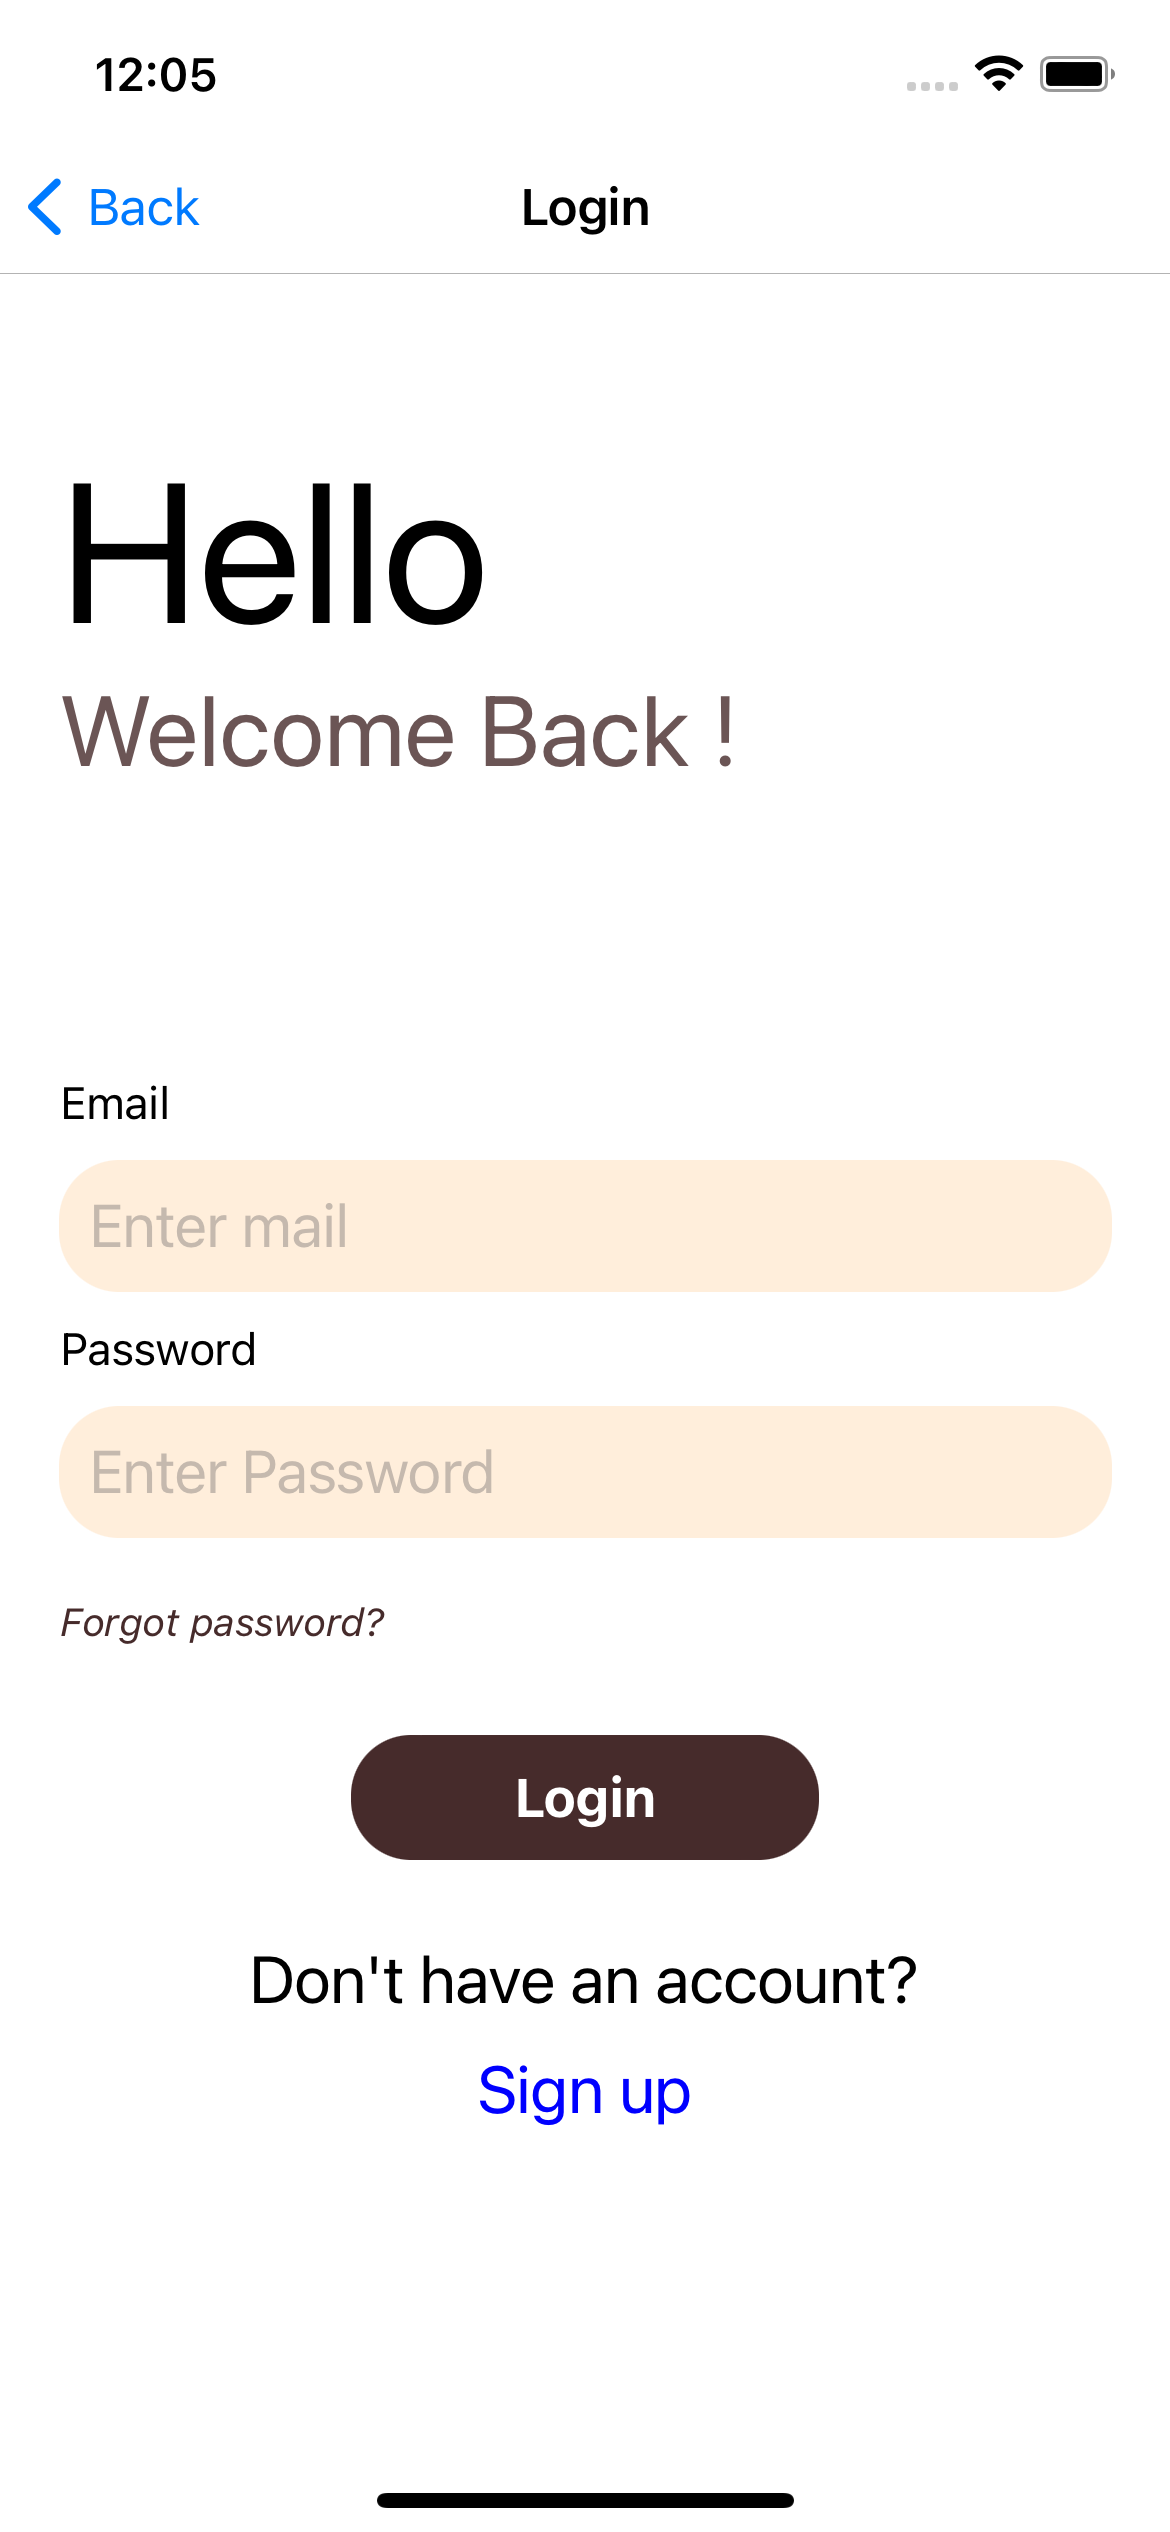 12:05
Back
Login
Hello
Welcome Back !
Email
Enter mail
Password
Enter Password
Forgot password?
Login
Don't have an account?
Sign up